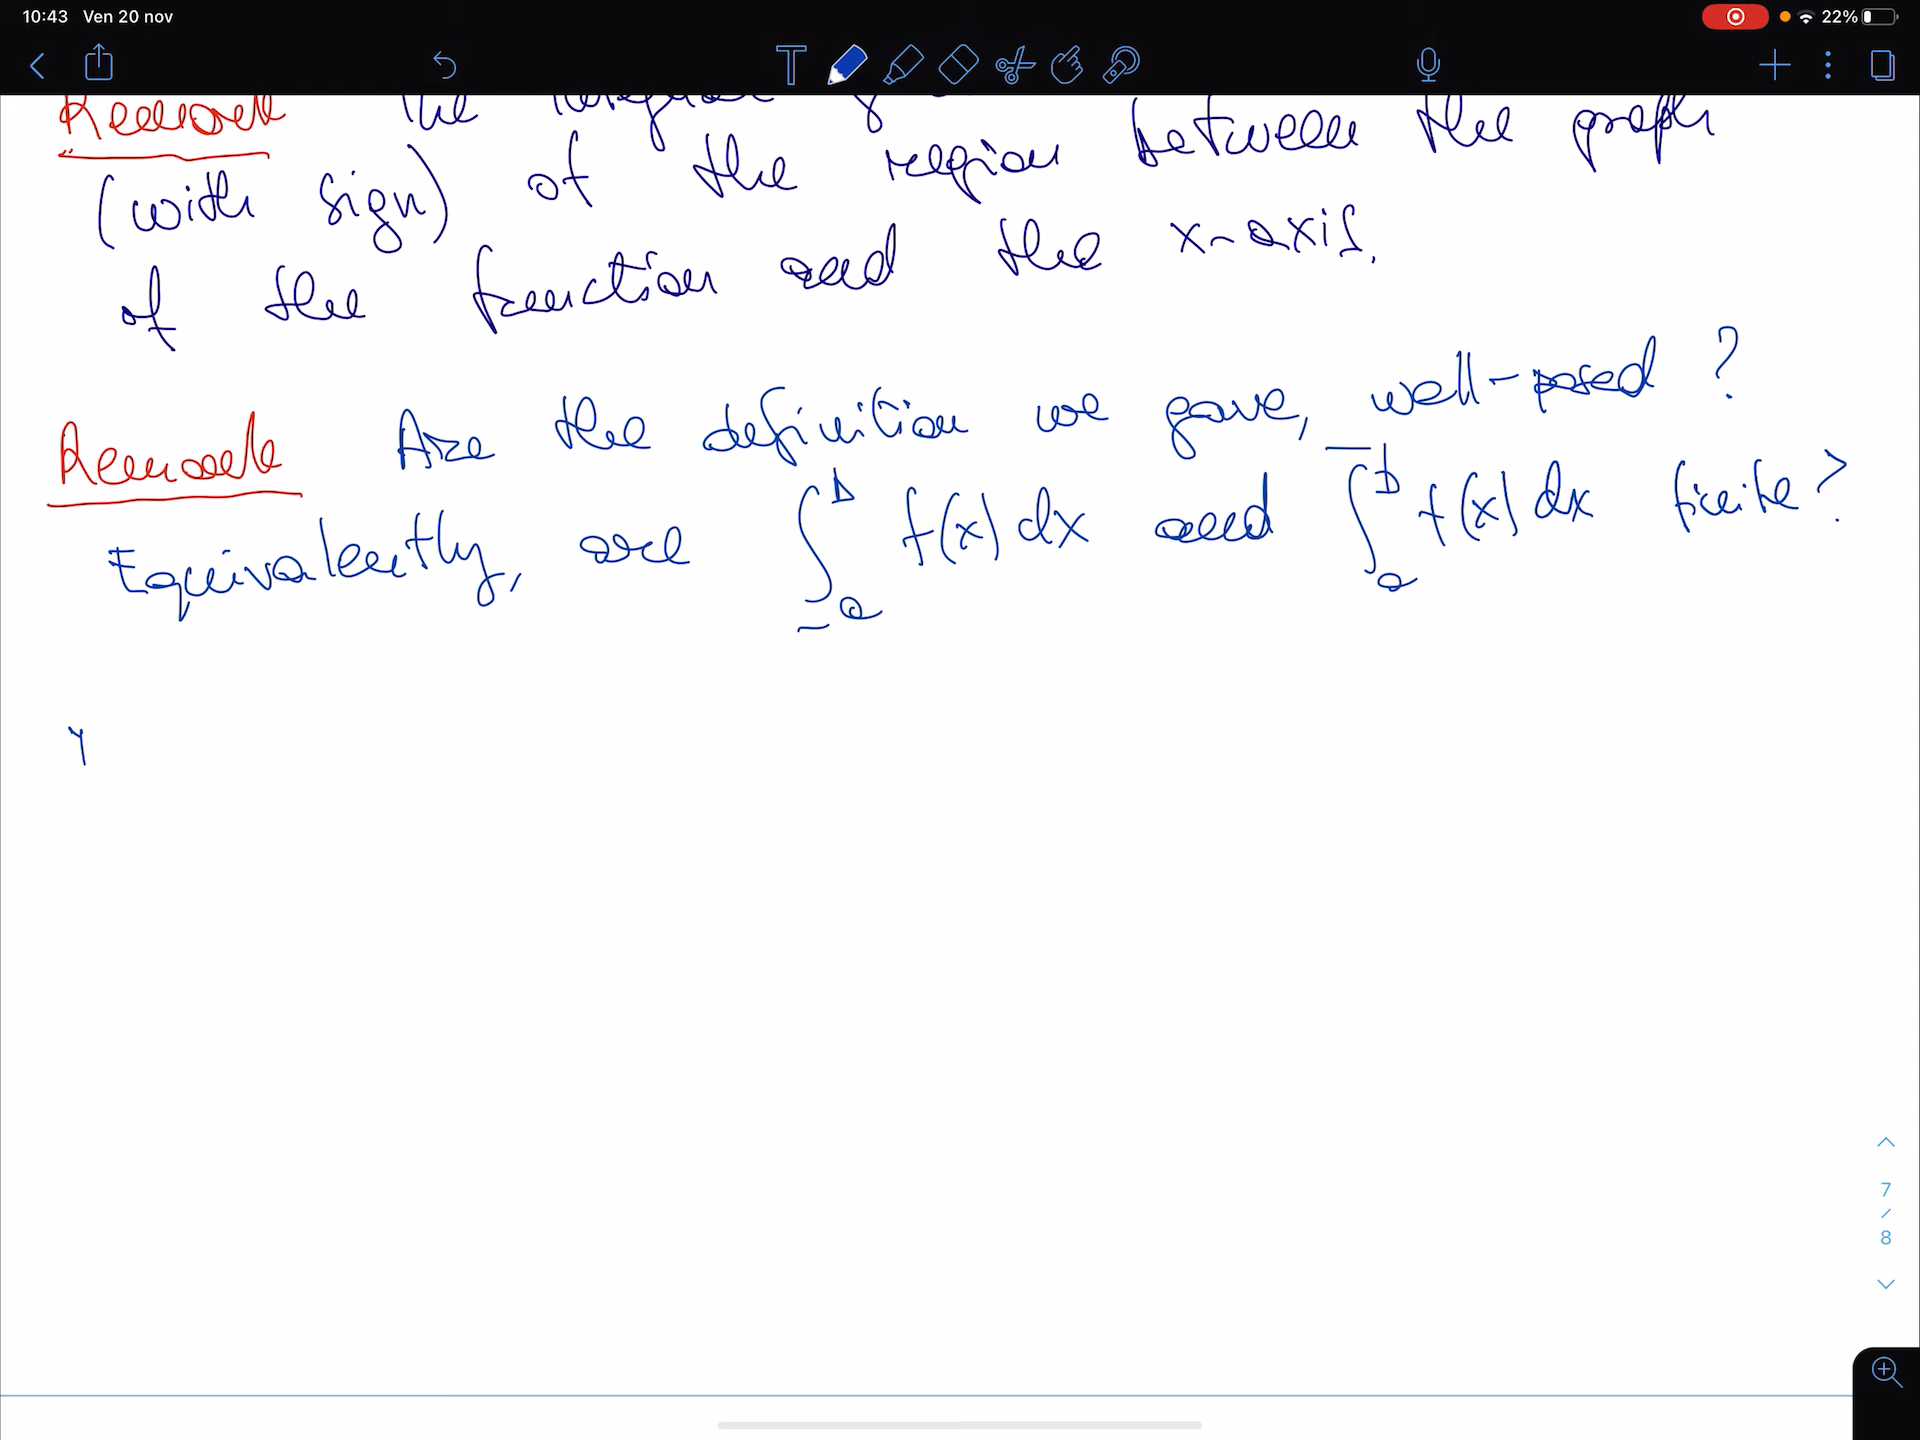 10:43 Ven 20 nov 22%
Remark The integral
(with sign) of the region between the graph
of the function and the x-axis.
Remark Are the definition we gave, well-posed?
Equivalently, are ∫̲_a^b f(x) dx and ∫̅_a^b f(x) dx finite?
Y
7
/
8